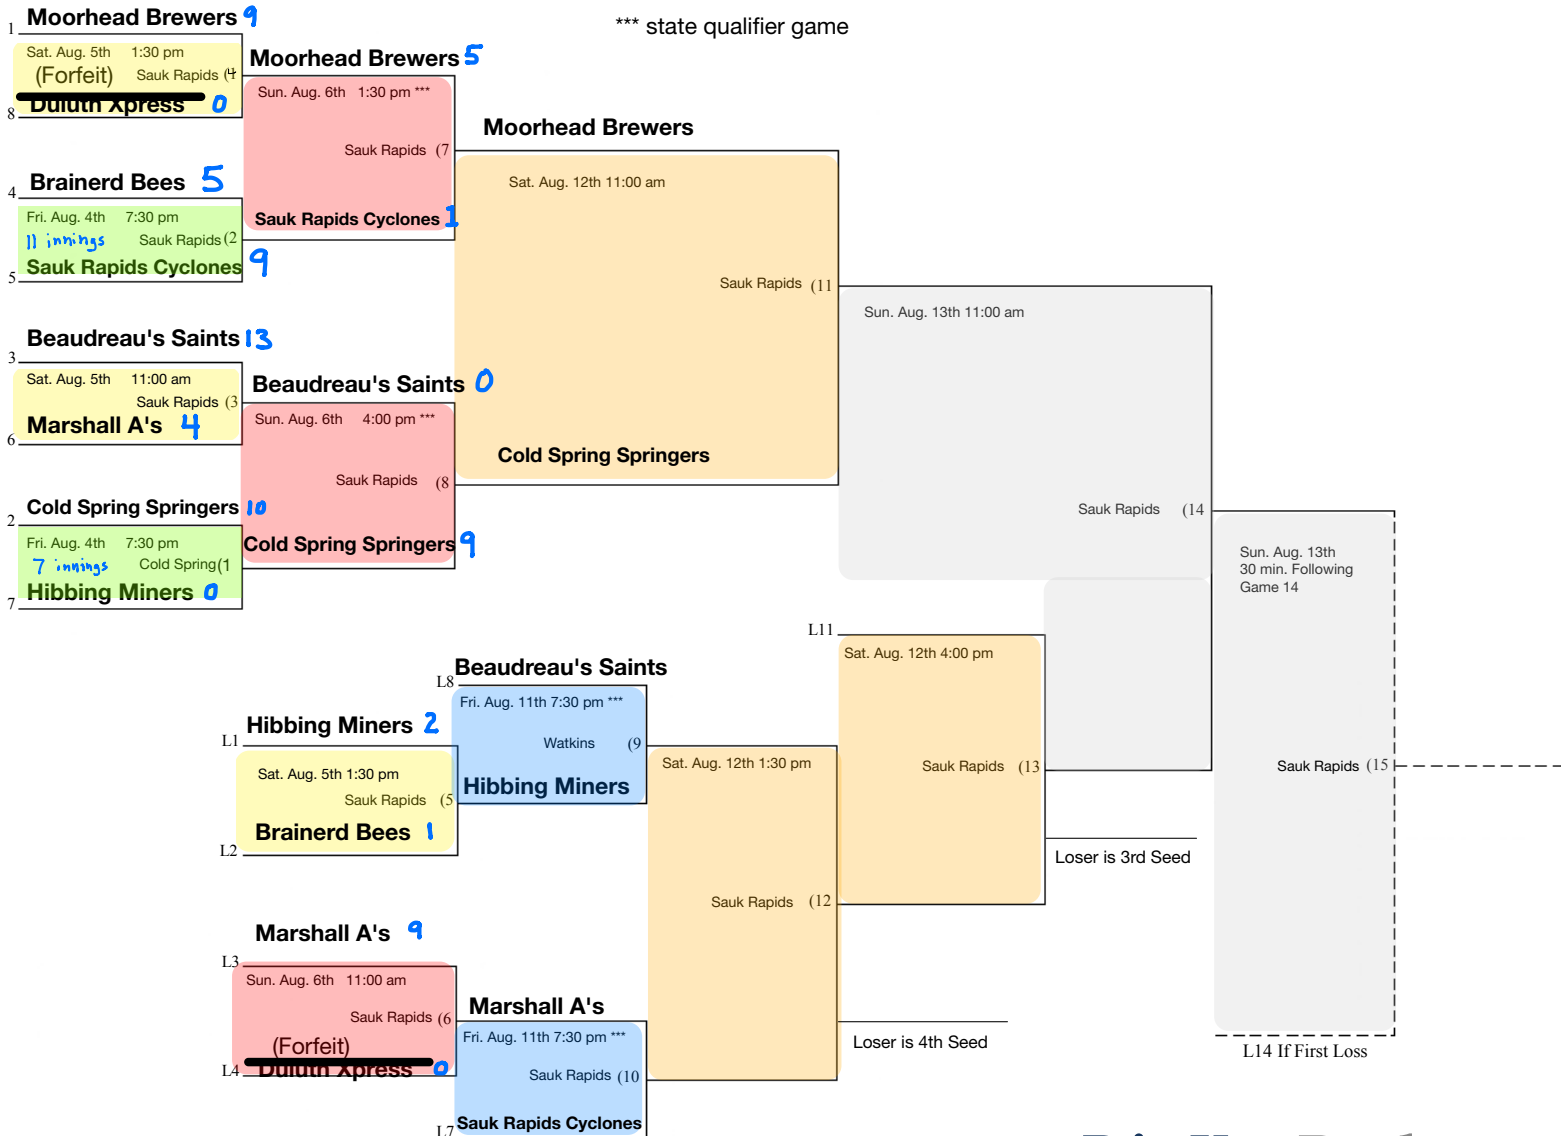 *** state qualifier game
1
Moorhead Brewers 9
Sat. Aug. 5th 1:30 pm
(Forfeit) Sauk Rapids (4
Duluth Xpress 0
8
4
Brainerd Bees 5
Fri. Aug. 4th 7:30 pm
11 innings Sauk Rapids (2
Sauk Rapids Cyclones 9
5
Beaudreau's Saints 13
3
Sat. Aug. 5th 11:00 am
Sauk Rapids (3
Marshall A's 4
6
Cold Spring Springers 10
2
Fri. Aug. 4th 7:30 pm
7 innings Cold Spring (1
Hibbing Miners 0
7
Moorhead Brewers 5
Sun. Aug. 6th 1:30 pm ***
Sauk Rapids (7
Sauk Rapids Cyclones 1
Beaudreau's Saints 0
Sun. Aug. 6th 4:00 pm ***
Sauk Rapids (8
Cold Spring Springers 9
Moorhead Brewers
Sat. Aug. 12th 11:00 am
Sauk Rapids (11
Cold Spring Springers
Sun. Aug. 13th 11:00 am
Sauk Rapids (14
Sun. Aug. 13th
30 min. Following
Game 14
Sauk Rapids (15
L14 If First Loss
Hibbing Miners 2
L1
Sat. Aug. 5th 1:30 pm
Sauk Rapids (5
Brainerd Bees 1
L2
Marshall A's 9
L3
Sun. Aug. 6th 11:00 am
Sauk Rapids (6
(Forfeit)
Duluth Xpress 0
L4
Beaudreau's Saints
L8
Fri. Aug. 11th 7:30 pm ***
Watkins (9
Hibbing Miners
Marshall A's
Fri. Aug. 11th 7:30 pm ***
Sauk Rapids (10
Sauk Rapids Cyclones
L7
Sat. Aug. 12th 1:30 pm
Sauk Rapids (12
Loser is 4th Seed
L11
Sat. Aug. 12th 4:00 pm
Sauk Rapids (13
Loser is 3rd Seed